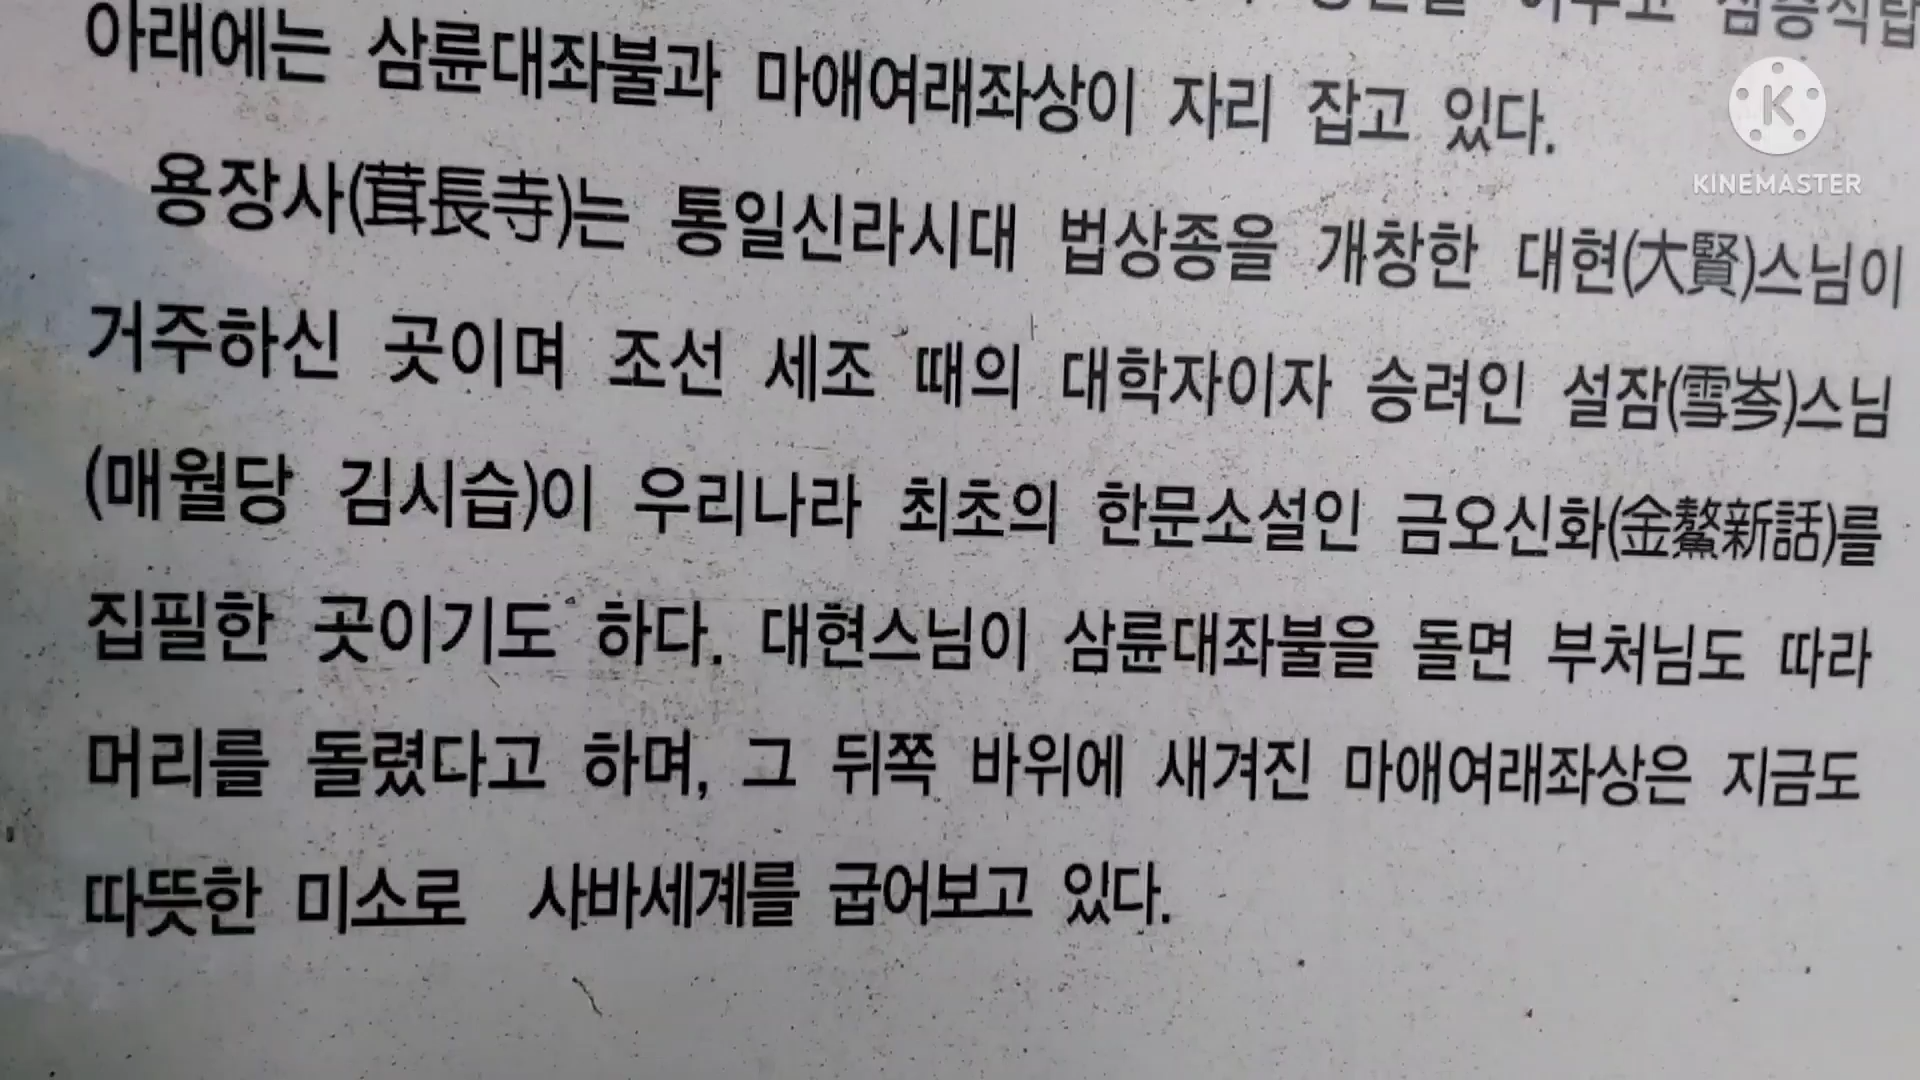 이루고 삼층석탑
아래에는 삼륜대좌불과 마애여래좌상이 자리 잡고 있다.
용장사(茸長寺)는 통일신라시대 법상종을 개창한 대현(大賢)스님이
거주하신 곳이며 조선 세조 때의 대학자이자 승려인 설잠(雪岑)스님
(매월당 김시습)이 우리나라 최초의 한문소설인 금오신화(金鰲新話)를
집필한 곳이기도 하다. 대현스님이 삼륜대좌불을 돌면 부처님도 따라
머리를 돌렸다고 하며, 그 뒤쪽 바위에 새겨진 마애여래좌상은 지금도
따뜻한 미소로 사바세계를 굽어보고 있다.
K
KINEMASTER